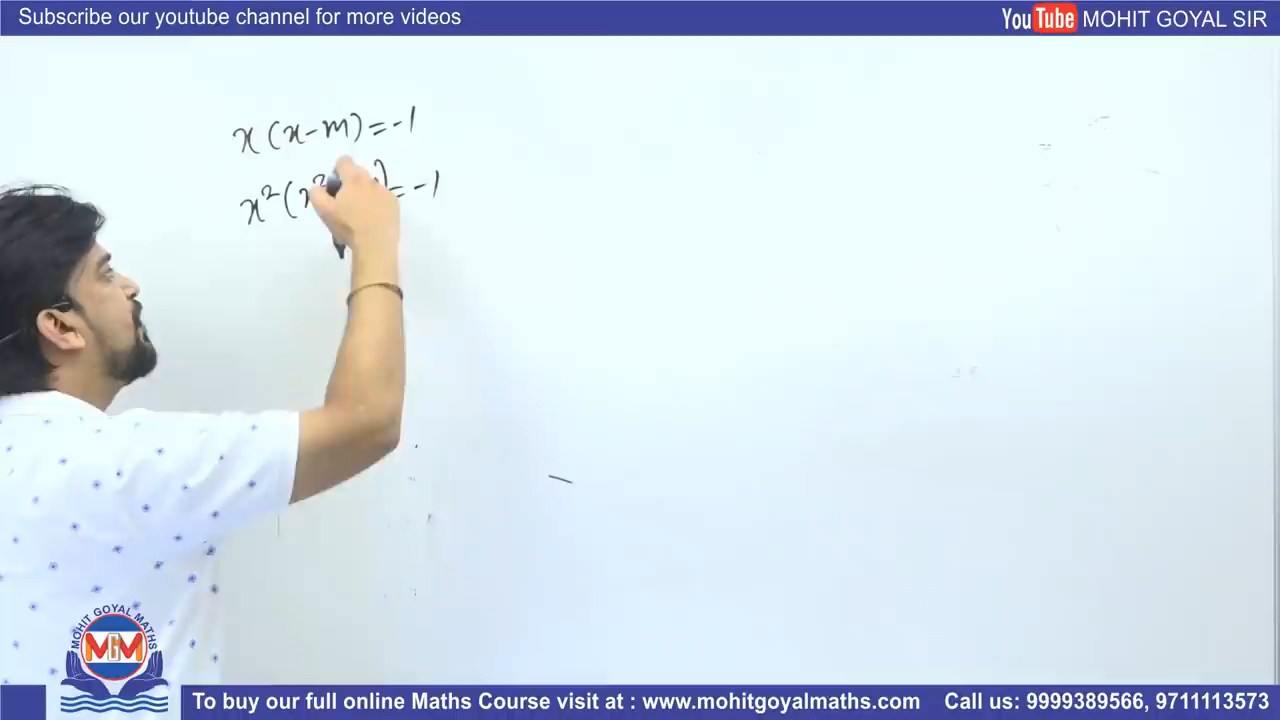 Subscribe our youtube channel for more videos
YouTube MOHIT GOYAL SIR
x(x-m)=-1
x²(x² )=-1
MOHIT GOYAL MATHS
MGM
To buy our full online Maths Course visit at : www.mohitgoyalmaths.com Call us: 9999389566, 9711113573